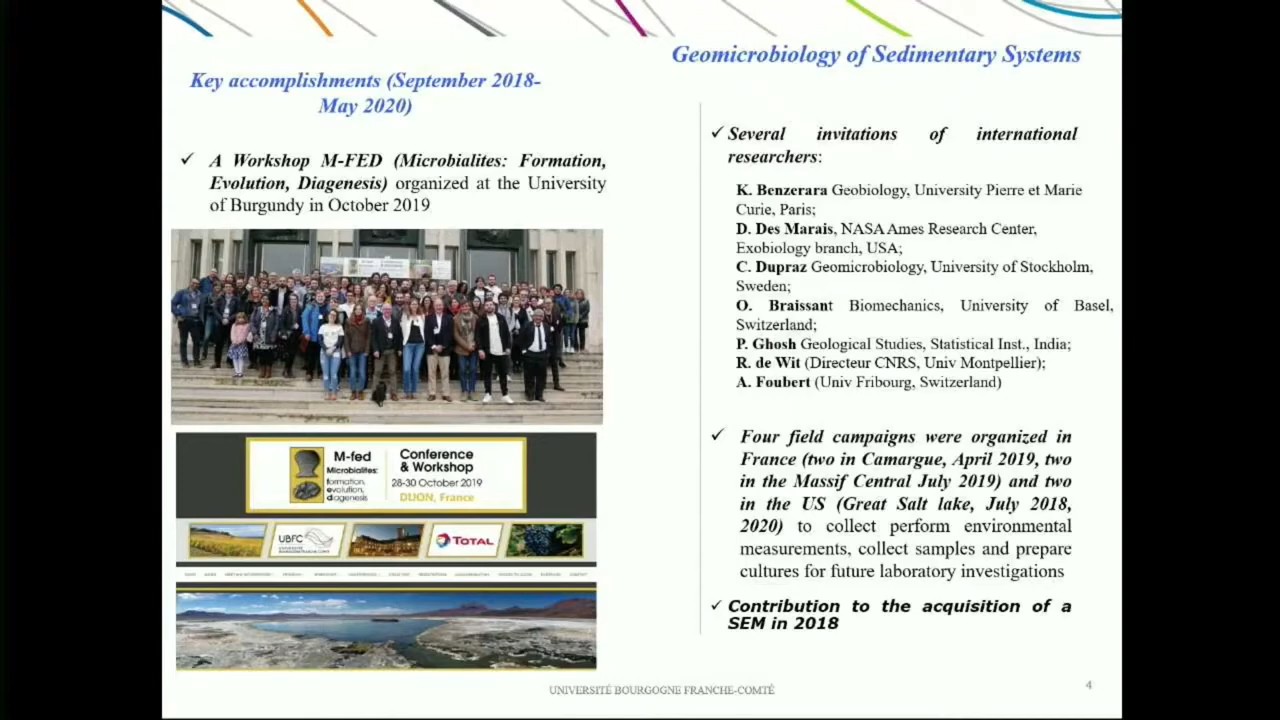 Geomicrobiology of Sedimentary Systems
Key accomplishments (September 2018-
May 2020)
✓ A Workshop M-FED (Microbialites: Formation,
Evolution, Diagenesis) organized at the University
of Burgundy in October 2019
M-fed
Microbialites:
formation,
evolution,
diagenesis
Conference
& Workshop
28-30 October 2019
DIJON, France
UBFC
TOTAL
✓ Several invitations of international
researchers:
K. Benzerara Geobiology, University Pierre et Marie
Curie, Paris;
D. Des Marais, NASA Ames Research Center,
Exobiology branch, USA;
C. Dupraz Geomicrobiology, University of Stockholm,
Sweden;
O. Braissant Biomechanics, University of Basel,
Switzerland;
P. Ghosh Geological Studies, Statistical Inst., India;
R. de Wit (Directeur CNRS, Univ Montpellier);
A. Foubert (Univ Fribourg, Switzerland)
✓ Four field campaigns were organized in
France (two in Camargue, April 2019, two
in the Massif Central July 2019) and two
in the US (Great Salt lake, July 2018,
2020) to collect perform environmental
measurements, collect samples and prepare
cultures for future laboratory investigations
✓ Contribution to the acquisition of a
SEM in 2018
UNIVERSITÉ BOURGOGNE FRANCHE-COMTÉ
4